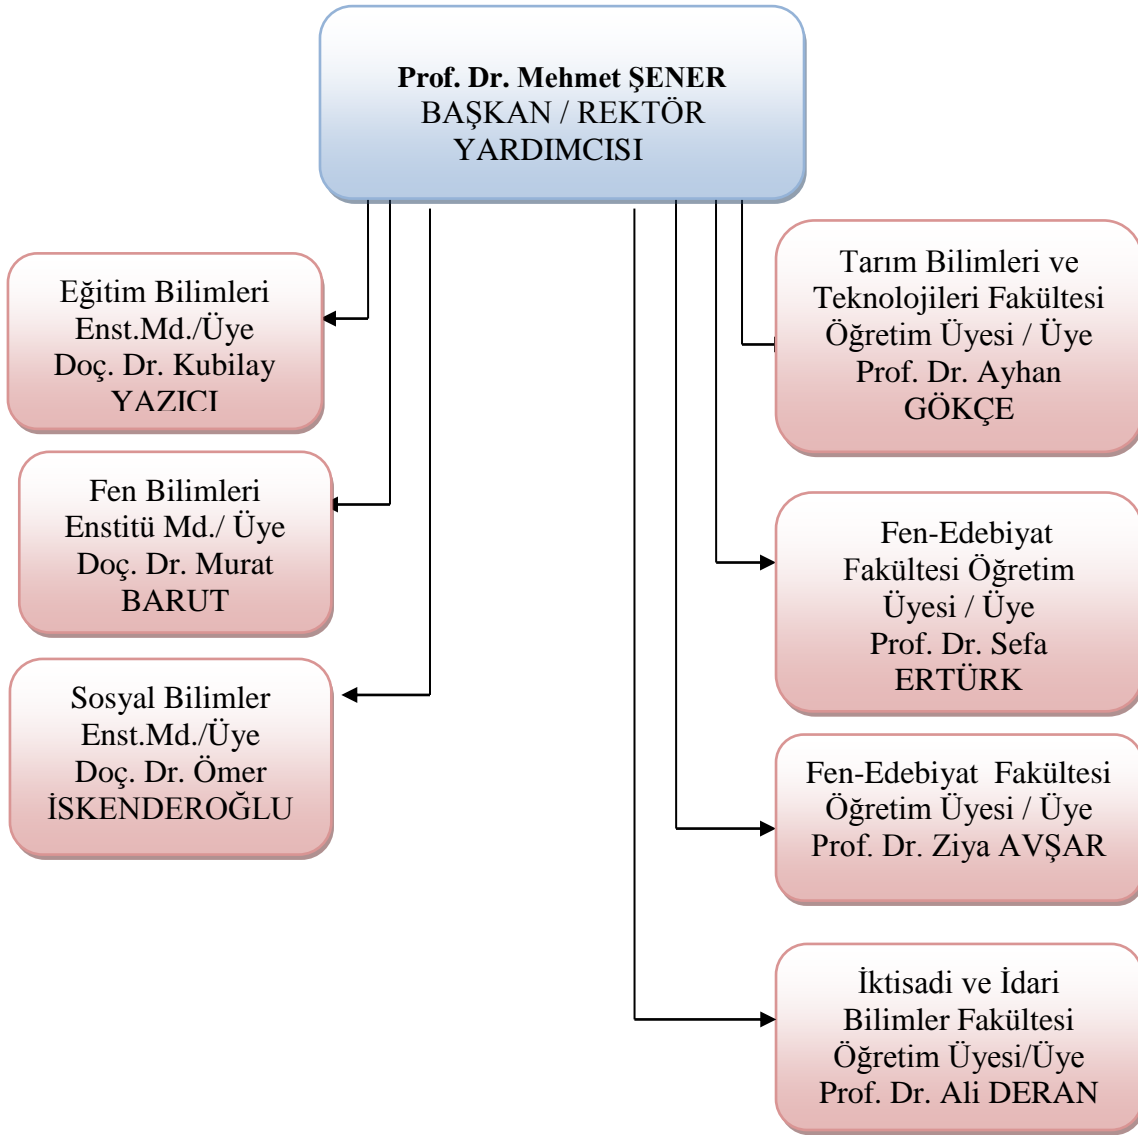 Prof. Dr. Mehmet ŞENER
BAŞKAN / REKTÖR
YARDIMCISI
Eğitim Bilimleri
Enst.Md./Üye
Doç. Dr. Kubilay
YAZICI
Fen Bilimleri
Enstitü Md./ Üye
Doç. Dr. Murat
BARUT
Sosyal Bilimler
Enst.Md./Üye
Doç. Dr. Ömer
İSKENDEROĞLU
Tarım Bilimleri ve
Teknolojileri Fakültesi
Öğretim Üyesi / Üye
Prof. Dr. Ayhan
GÖKÇE
Fen-Edebiyat
Fakültesi Öğretim
Üyesi / Üye
Prof. Dr. Sefa
ERTÜRK
Fen-Edebiyat  Fakültesi
Öğretim Üyesi / Üye
Prof. Dr. Ziya AVŞAR
İktisadi ve İdari
Bilimler Fakültesi
Öğretim Üyesi/Üye
Prof. Dr. Ali DERAN